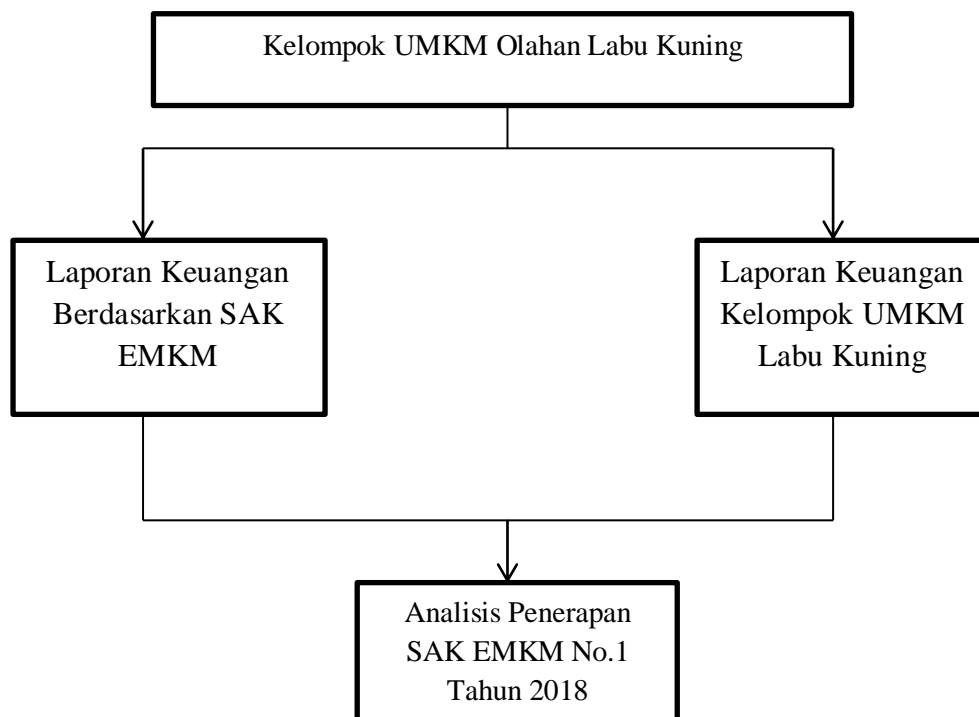 Kelompok UMKM Olahan Labu Kuning
Laporan Keuangan
Berdasarkan SAK
EMKM
Laporan Keuangan
Kelompok UMKM
Labu Kuning
Analisis Penerapan
SAK EMKM No.1
Tahun 2018